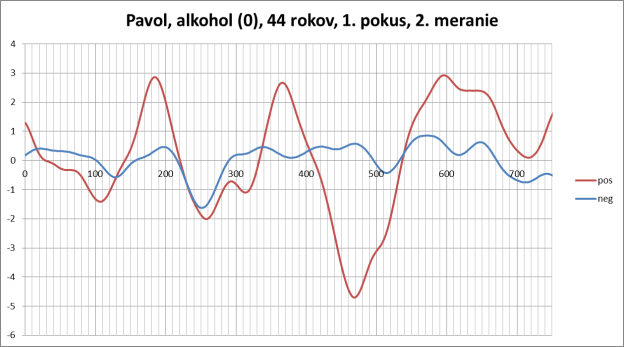 Pavol, alkohol (0), 44 rokov, 1. pokus, 2. meranie
4
3
2
1
0
-1
-2
-3
-4
-5
-6
0 100 200 300 400 500 600 700
pos
neg